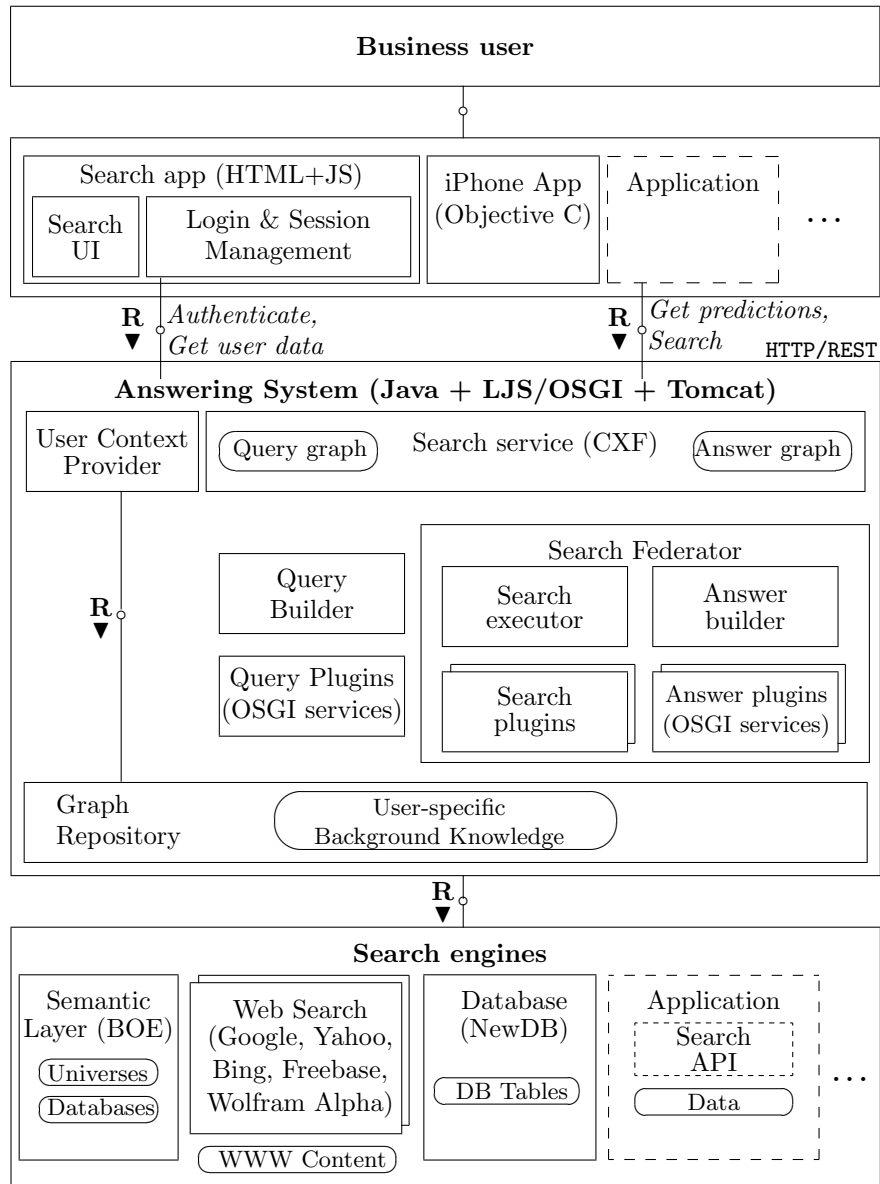 Business user
Search app (HTML+JS)
Search
UI
Login & Session
Management
iPhone App
(Objective C)
Application
...
R
Authenticate,
Get user data
R
Get predictions,
Search
HTTP/REST
Answering System (Java + LJS/OSGI + Tomcat)
User Context
Provider
Query graph
Search service (CXF)
Answer graph
R
Query
Builder
Query Plugins
(OSGI services)
Search Federator
Search
executor
Answer
builder
Search
plugins
Answer plugins
(OSGI services)
Graph
Repository
User-specific
Background Knowledge
R
Search engines
Semantic
Layer (BOE)
Universes
Databases
Web Search
(Google, Yahoo,
Bing, Freebase,
Wolfram Alpha)
WWW Content
Database
(NewDB)
DB Tables
Application
Search
API
Data
...